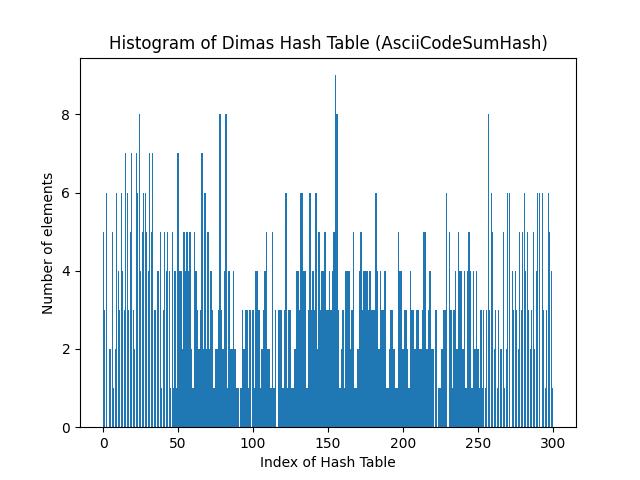 Histogram of Dimas Hash Table (AsciiCodeSumHash)
8
6
4
2
0
Number of elements
0 50 100 150 200 250 300
Index of Hash Table